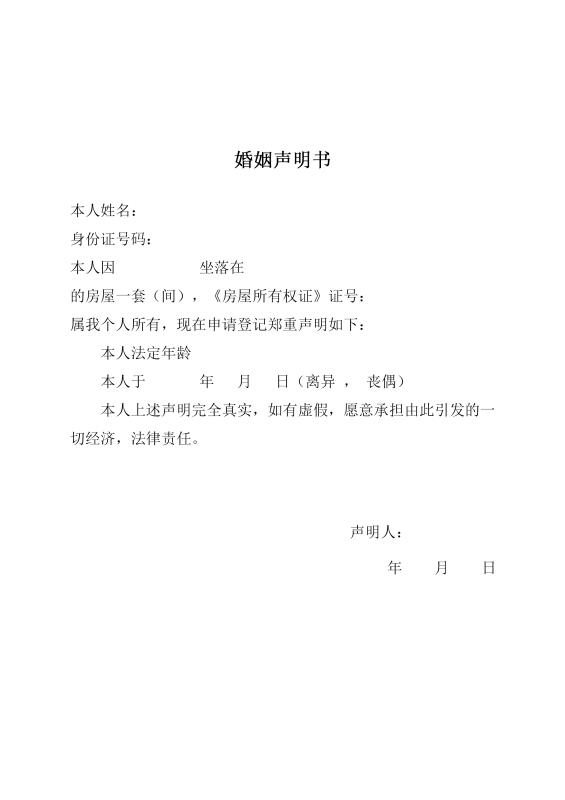 婚姻声明书
本人姓名：
身份证号码：
本人因 坐落在
的房屋一套（间），《房屋所有权证》证号：
属我个人所有，现在申请登记郑重声明如下：
本人法定年龄
本人于 年 月 日（离异 ， 丧偶）
本人上述声明完全真实，如有虚假，愿意承担由此引发的一
切经济，法律责任。
声明人：
年 月 日